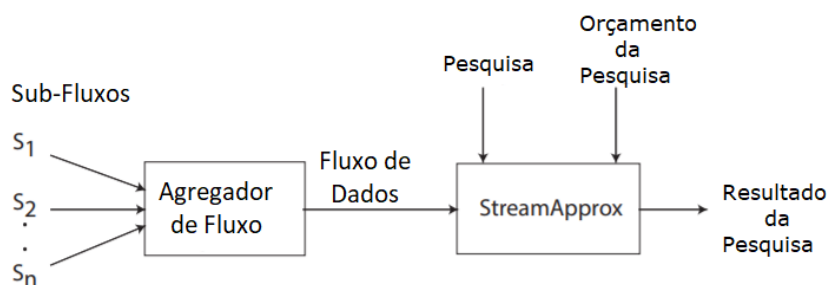 Sub-Fluxos
S1
S2
.
.
Sn
Agregador
de Fluxo
Fluxo de
Dados
Pesquisa
Orçamento
da
Pesquisa
StreamApprox
Resultado
da
Pesquisa